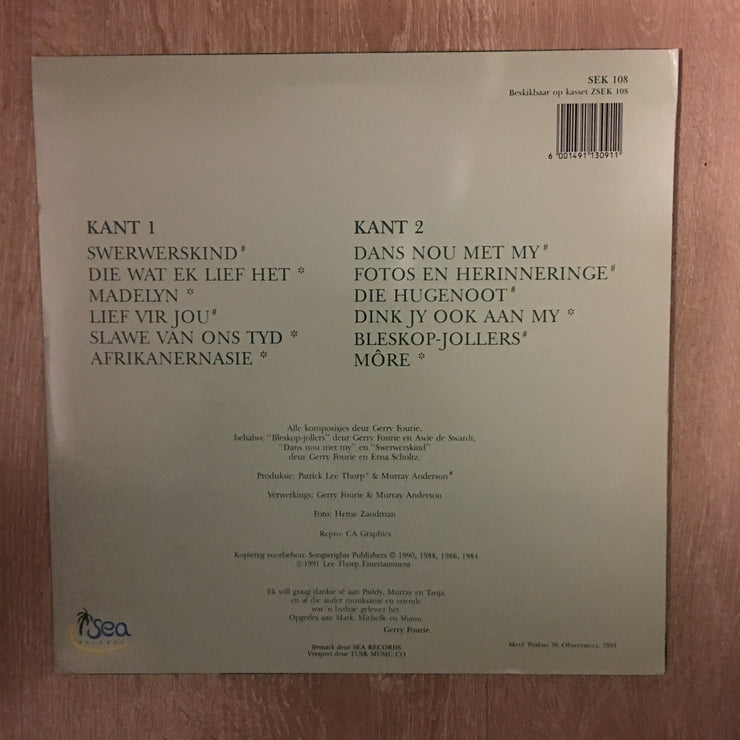 SEK 108
Beskikbaar op kasset ZSEK 108
6 001491 130911
KANT 1
SWERWERSKIND#
DIE WAT EK LIEF HET *
MADELYN *
LIEF VIR JOU#
SLAWE VAN ONS TYD *
AFRIKANERNASIE *
KANT 2
DANS NOU MET MY#
FOTOS EN HERINNERINGE#
DIE HUGENOOT#
DINK JY OOK AAN MY *
BLESKOP-JOLLERS#
MÔRE *
Alle komposisies deur Gerry Fourie,
behalwe "Bleskop-jollers" deur Gerry Fourie en Awie de Swardt,
"Dans nou met my" en "Swerwerskind"
deur Gerry Fourie en Erna Scholtz.
Produksie: Patrick Lee Thorp* & Murray Anderson#
Verwerkings: Gerry Fourie & Murray Anderson
Foto: Hettie Zandman
Repro: CA Graphics
Kopiereg voorbehou: Songwrights Publishers © 1990, 1988, 1986, 1984.
℗ 1991 Lee Thorp Entertainment
Ek wil graag dankie sê aan Paddy, Murray en Tanja,
en al die ander musikante en vriende
wat 'n bydrae gelewer het.
Opgedra aan Mark, Michelle en Shaun.
Gerry Fourie.
Bemark deur SEA RECORDS
Versprei deur TUSK MUSIC CO
Skryf: Posbus 59, Observatory, 7935
sea
RECORDS